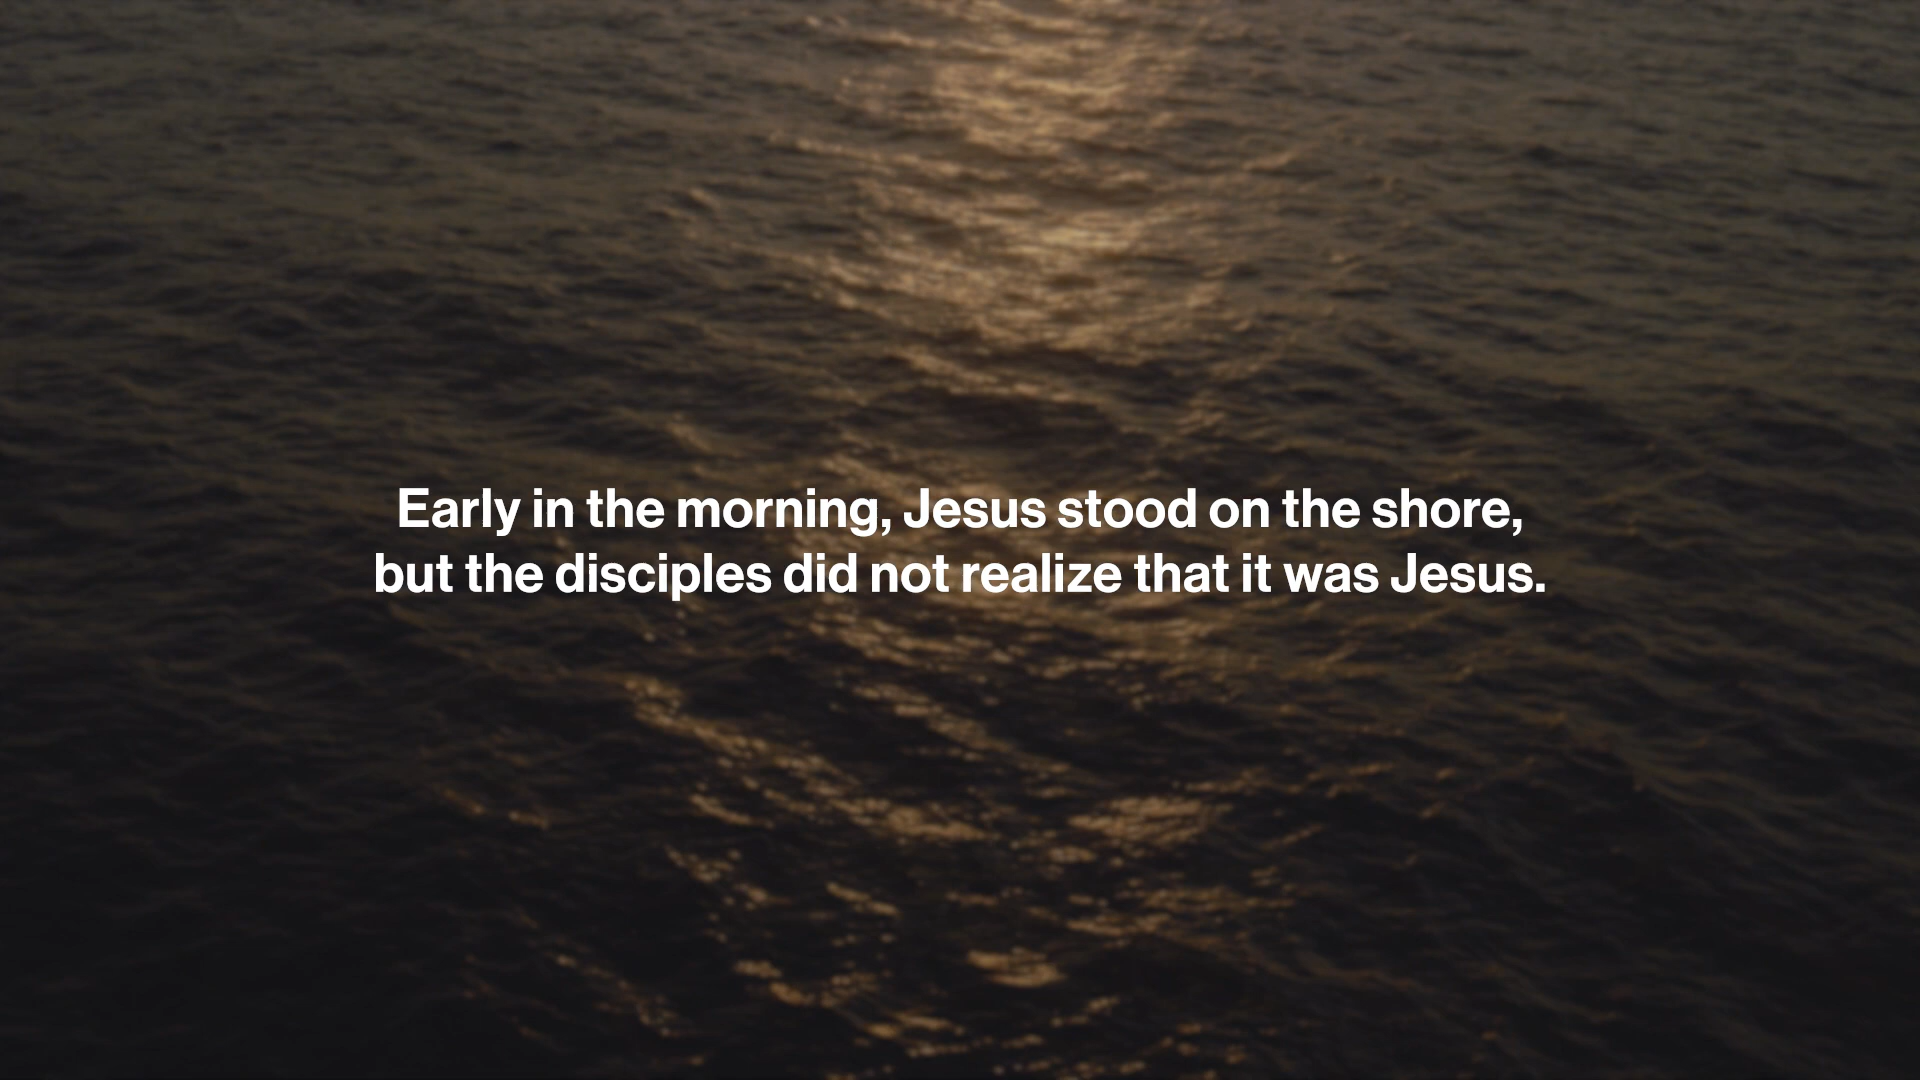 Early in the morning, Jesus stood on the shore,
but the disciples did not realize that it was Jesus.